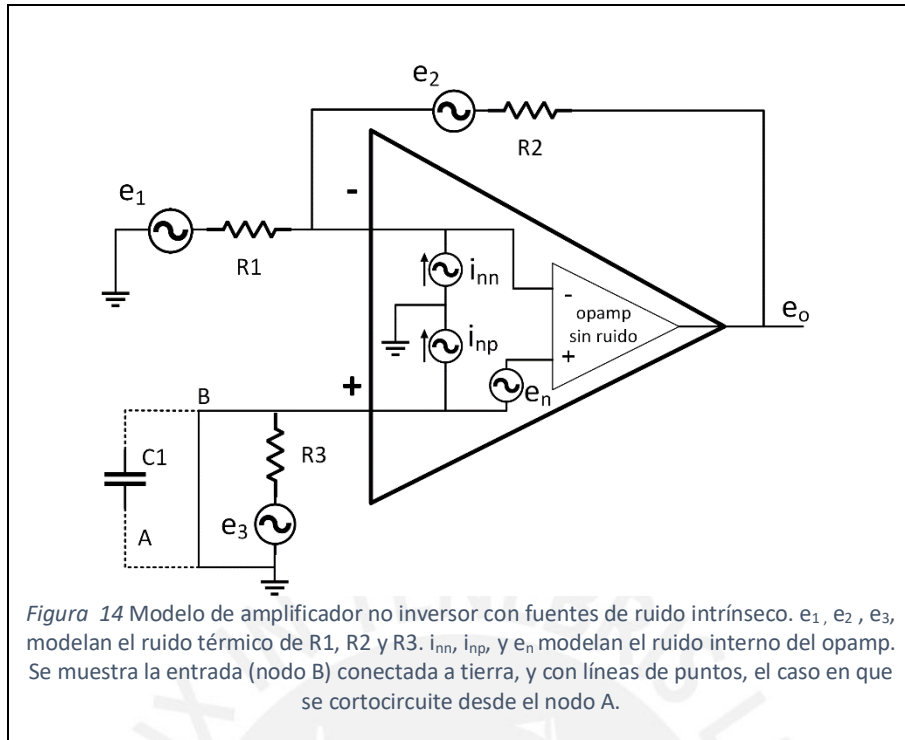 e2
R2
e1
-
R1
inn
-
opamp
sin ruido
eo
inp
+
+
en
B
C1
R3
A
e3
Figura 14 Modelo de amplificador no inversor con fuentes de ruido intrínseco. e1 , e2 , e3,
modelan el ruido térmico de R1, R2 y R3. inn, inp, y en modelan el ruido interno del opamp.
Se muestra la entrada (nodo B) conectada a tierra, y con líneas de puntos, el caso en que
se cortocircuite desde el nodo A.